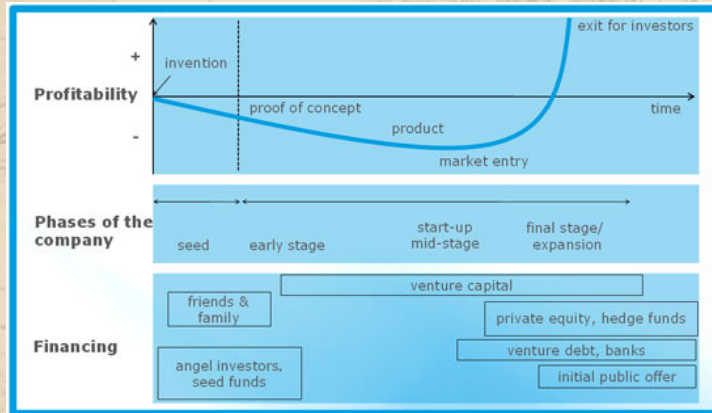 exit for investors
+
invention
Profitability
time
proof of concept
product
-
market entry
Phases of the
company
seed
early stage
start-up
mid-stage
final stage/
expansion
venture capital
friends &
family
private equity, hedge funds
Financing
venture debt, banks
angel investors,
seed funds
initial public offer